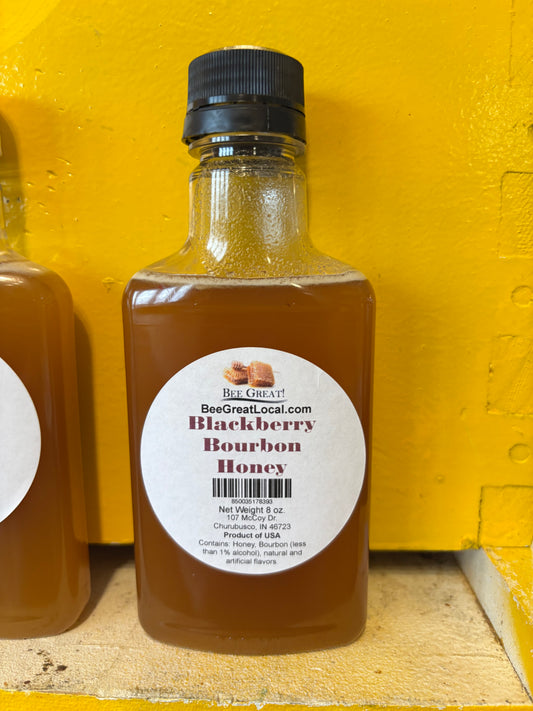 BEE GREAT!
BeeGreatLocal.com
Blackberry
Bourbon
Honey
850035178393
Net Weight 8 oz.
107 McCoy Dr.
Churubusco, IN 46723
Product of USA
Contains: Honey, Bourbon (less
than 1% alcohol), natural and
artificial flavors